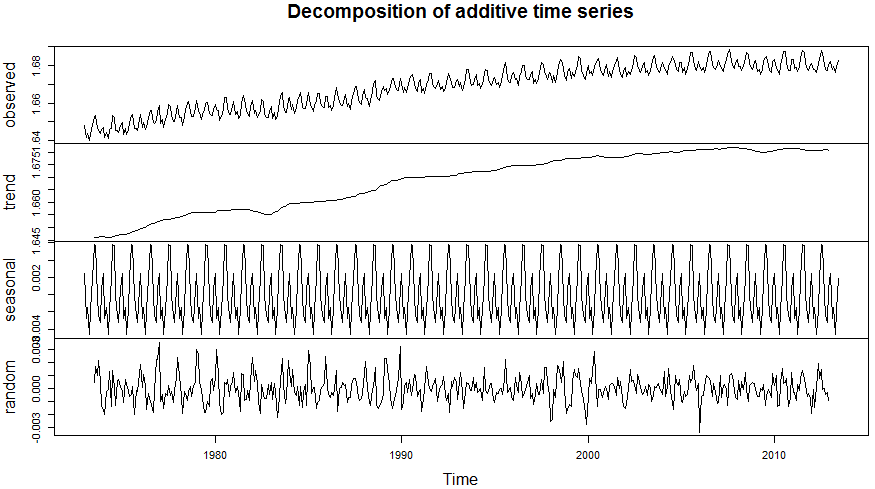 Decomposition of additive time series
observed
1.68
1.66
1.64
trend
1.675
1.660
1.645
seasonal
0.002
random
0.000
-0.003
1980 1990 2000 2010
Time